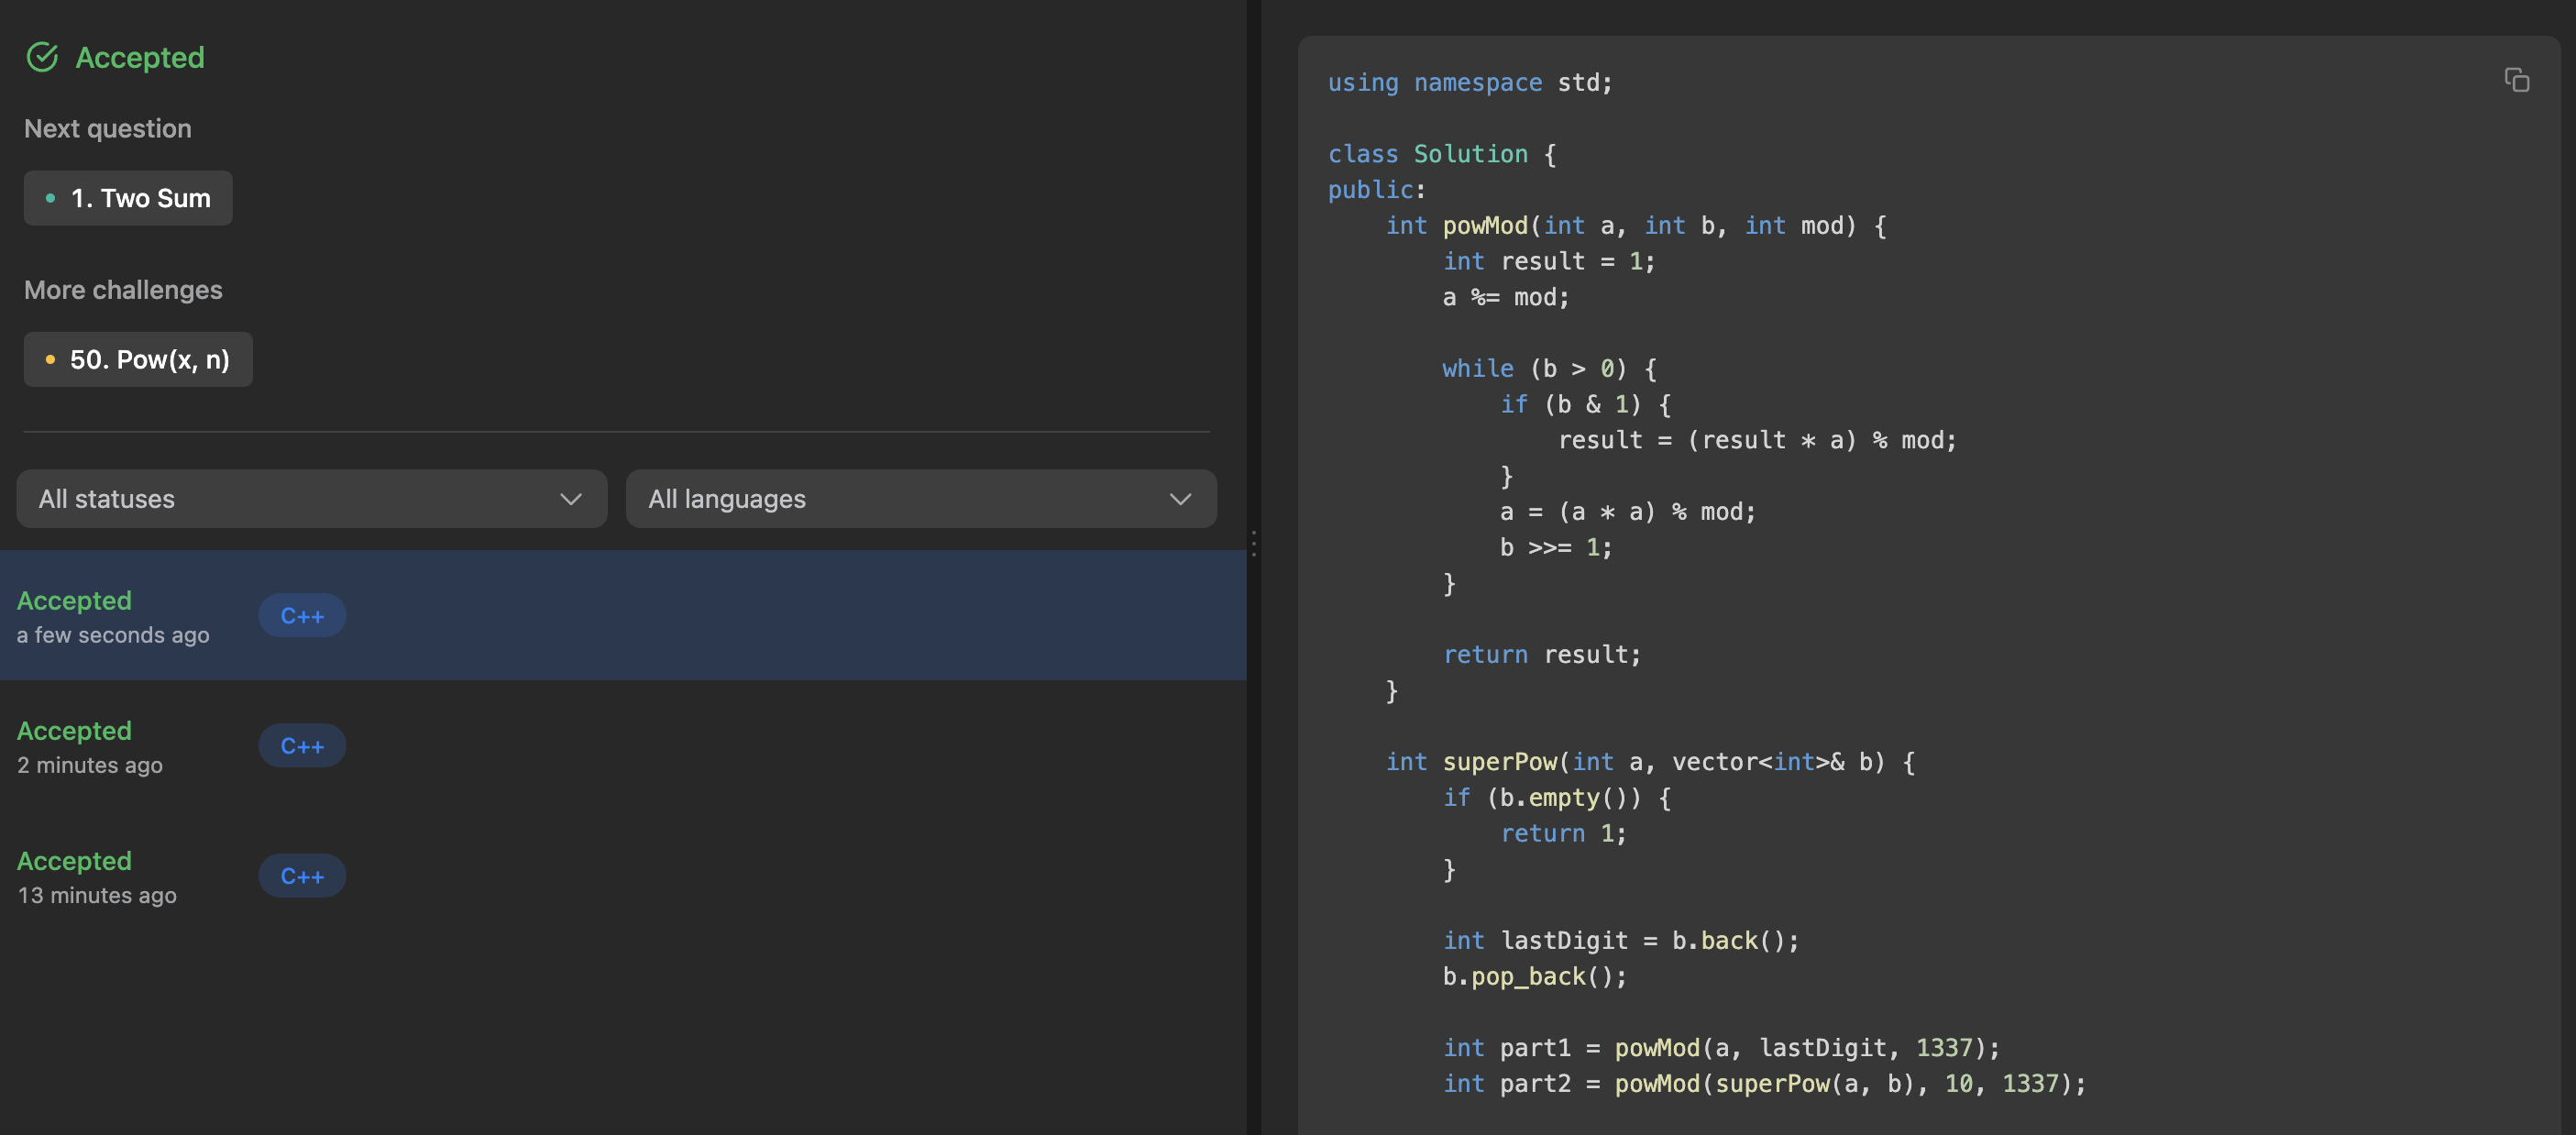 Accepted
Next question
1. Two Sum
More challenges
50. Pow(x, n)
All statuses
All languages
Accepted
a few seconds ago
C++
Accepted
2 minutes ago
C++
Accepted
13 minutes ago
C++
using namespace std;
class Solution {
public:
    int powMod(int a, int b, int mod) {
        int result = 1;
        a %= mod;
        while (b > 0) {
            if (b & 1) {
                result = (result * a) % mod;
            }
            a = (a * a) % mod;
            b >>= 1;
        }
        return result;
    }
    int superPow(int a, vector<int>& b) {
        if (b.empty()) {
            return 1;
        }
        int lastDigit = b.back();
        b.pop_back();
        int part1 = powMod(a, lastDigit, 1337);
        int part2 = powMod(superPow(a, b), 10, 1337);